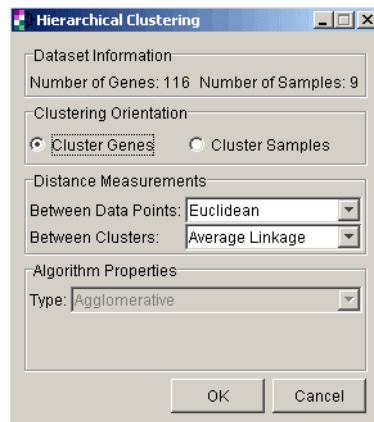 Hierarchical Clustering
Dataset Information
Number of Genes: 116 Number of Samples: 9
Clustering Orientation
Cluster Genes Cluster Samples
Distance Measurements
Between Data Points: Euclidean
Between Clusters: Average Linkage
Algorithm Properties
Type: Agglomerative
OK Cancel